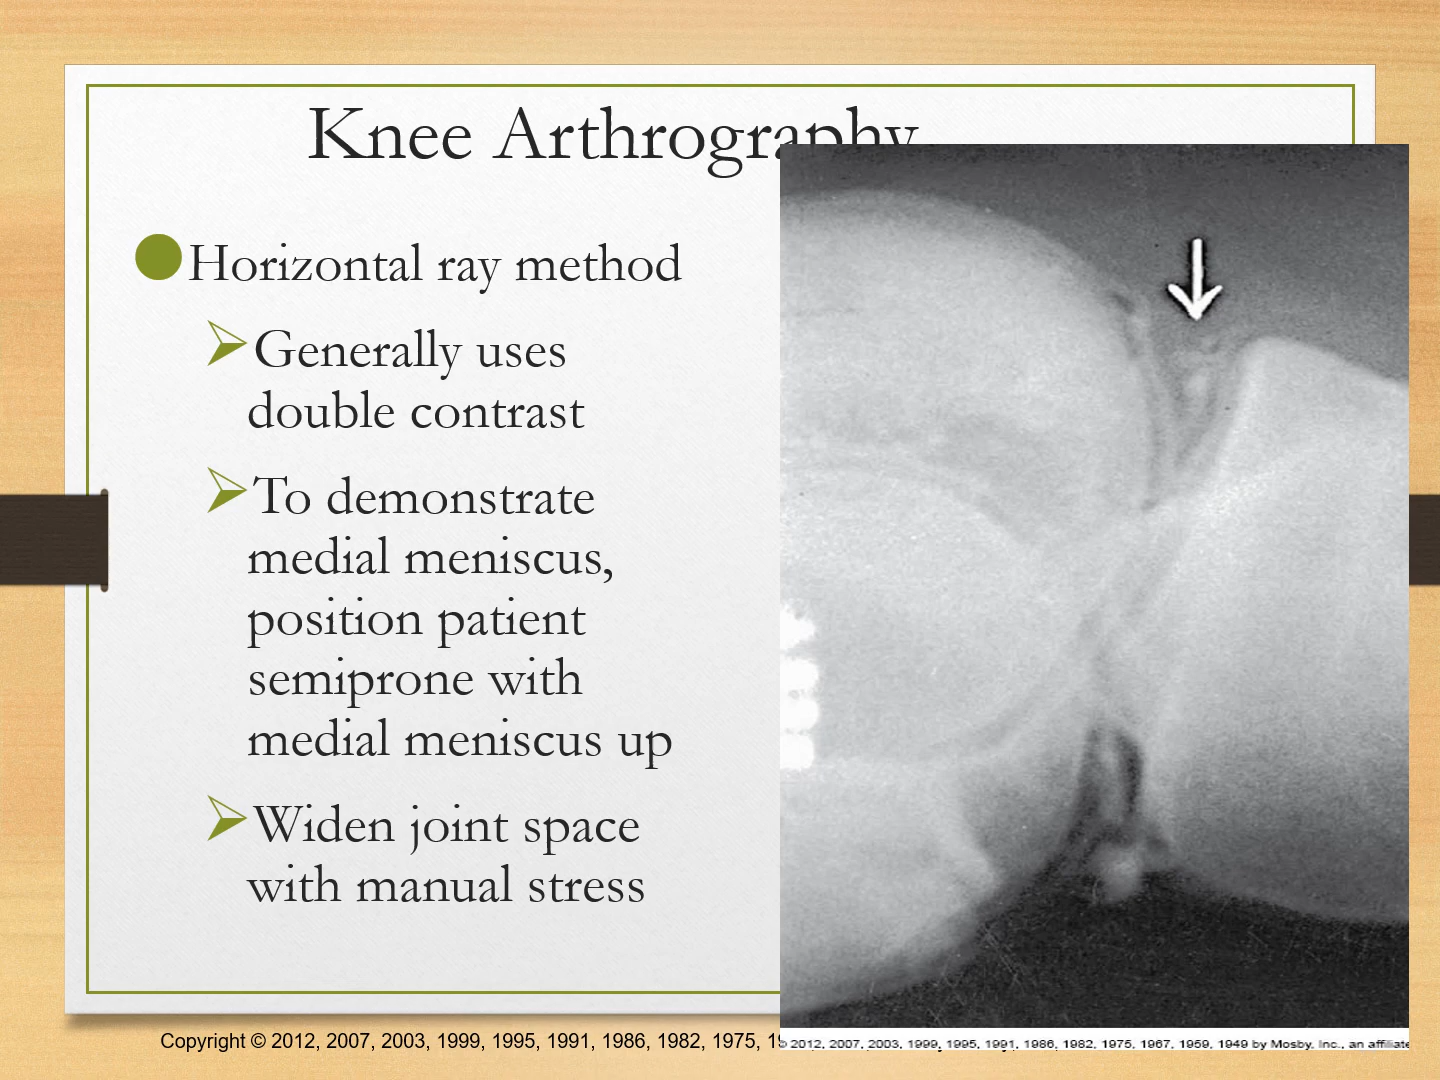 Knee Arthrography
Horizontal ray method
Generally uses
double contrast
To demonstrate
medial meniscus,
position patient
semiprone with
medial meniscus up
Widen joint space
with manual stress
Copyright © 2012, 2007, 2003, 1999, 1995, 1991, 1986, 1982, 1975,
© 2012, 2007, 2003, 1999, 1995, 1991, 1986, 1982, 1975, 1967, 1959, 1949 by Mosby, Inc., an affiliate